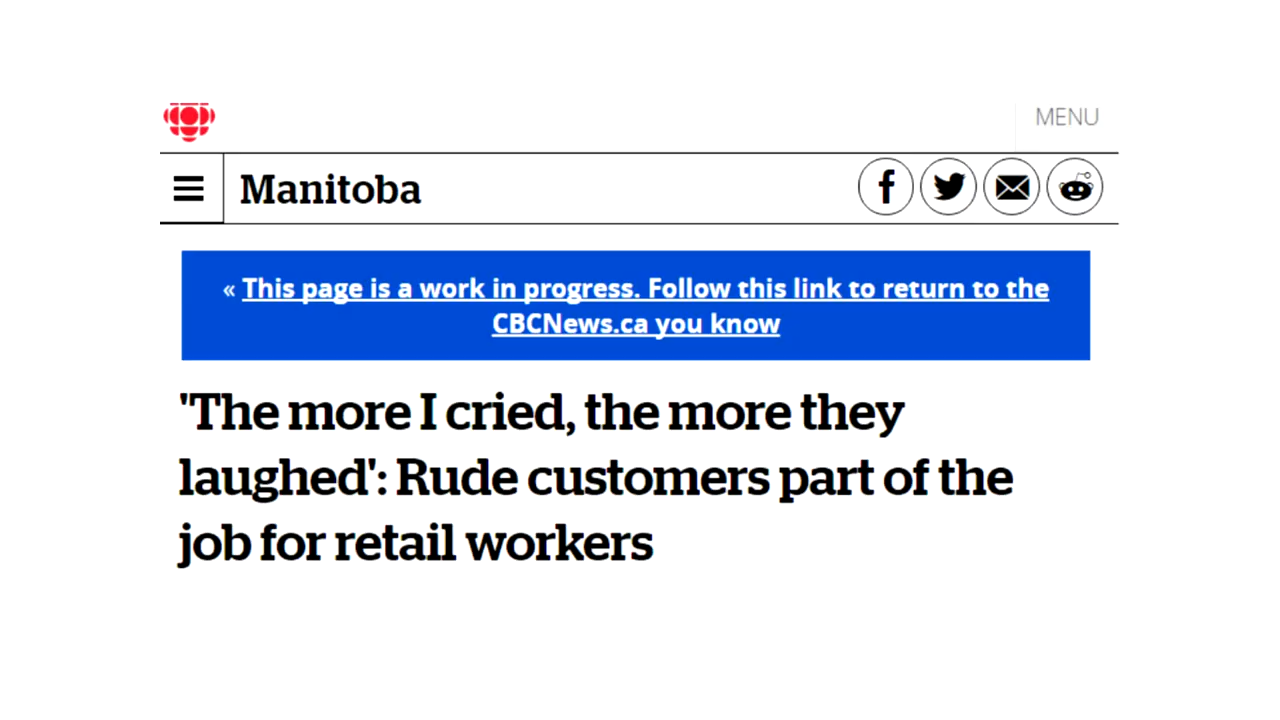 MENU
Manitoba
« This page is a work in progress. Follow this link to return to the
CBCNews.ca you know
'The more I cried, the more they
laughed': Rude customers part of the
job for retail workers